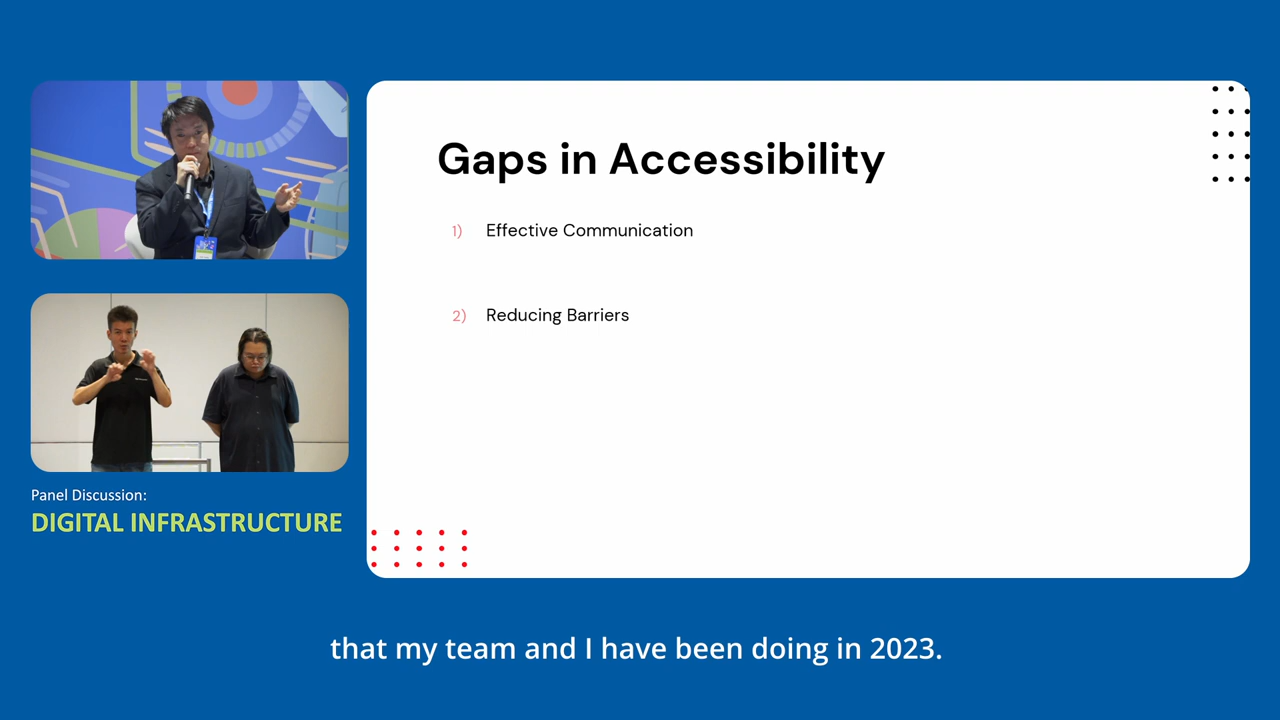 Gaps in Accessibility
1) Effective Communication
2) Reducing Barriers
Panel Discussion:
DIGITAL INFRASTRUCTURE
that my team and I have been doing in 2023.